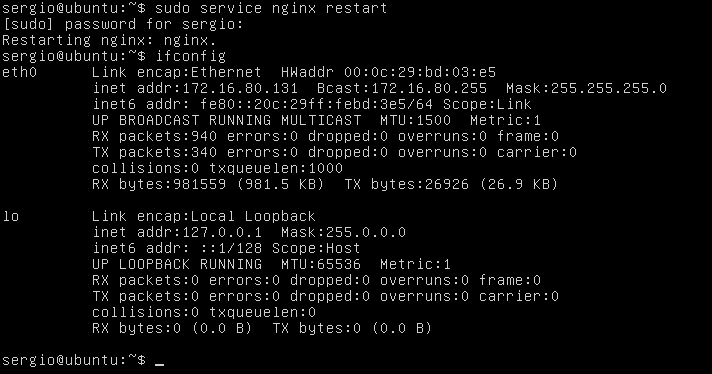 sergio@ubuntu:~$ sudo service nginx restart
[sudo] password for sergio:
Restarting nginx: nginx.
sergio@ubuntu:~$ ifconfig
eth0      Link encap:Ethernet  HWaddr 00:0c:29:bd:03:e5
          inet addr:172.16.80.131  Bcast:172.16.80.255  Mask:255.255.255.0
          inet6 addr: fe80::20c:29ff:febd:3e5/64 Scope:Link
          UP BROADCAST RUNNING MULTICAST  MTU:1500  Metric:1
          RX packets:940 errors:0 dropped:0 overruns:0 frame:0
          TX packets:340 errors:0 dropped:0 overruns:0 carrier:0
          collisions:0 txqueuelen:1000
          RX bytes:981559 (981.5 KB)  TX bytes:26926 (26.9 KB)

lo        Link encap:Local Loopback
          inet addr:127.0.0.1  Mask:255.0.0.0
          inet6 addr: ::1/128 Scope:Host
          UP LOOPBACK RUNNING  MTU:65536  Metric:1
          RX packets:0 errors:0 dropped:0 overruns:0 frame:0
          TX packets:0 errors:0 dropped:0 overruns:0 carrier:0
          collisions:0 txqueuelen:0
          RX bytes:0 (0.0 B)  TX bytes:0 (0.0 B)

sergio@ubuntu:~$ _